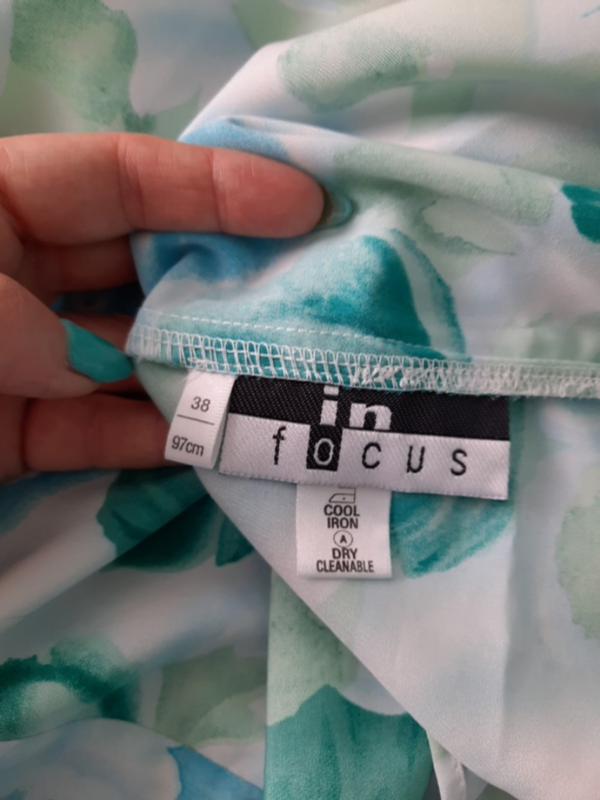 38
97cm
in
focus
COOL
IRON
A
DRY
CLEANABLE